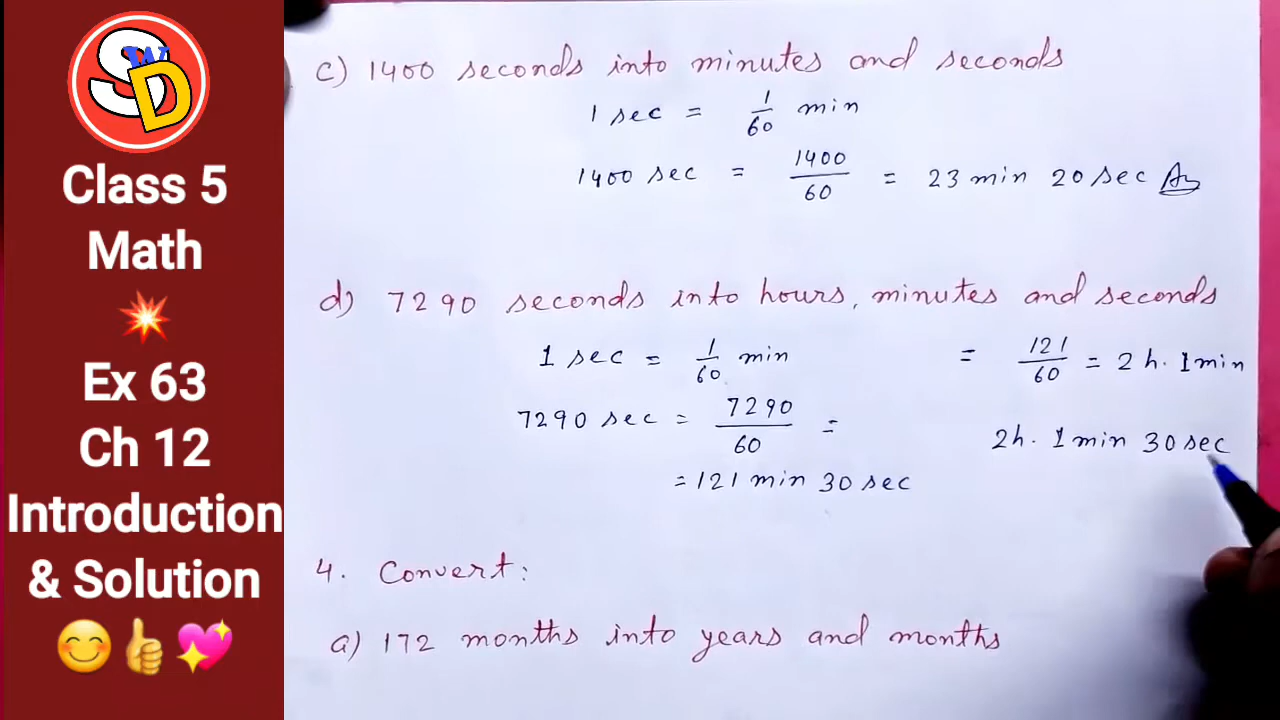 SWD
Class 5
Math
Ex 63
Ch 12
Introduction
& Solution
c) 1400 seconds into minutes and seconds
1 sec = 1/60 min
1400 sec = 1400/60 = 23 min 20 sec Ans
d) 7290 seconds into hours, minutes and seconds
1 sec = 1/60 min
7290 sec = 7290/60 =
= 121 min 30 sec
= 121/60 = 2 h. 1 min
2h. 1 min 30 sec
4. Convert:
a) 172 months into years and months